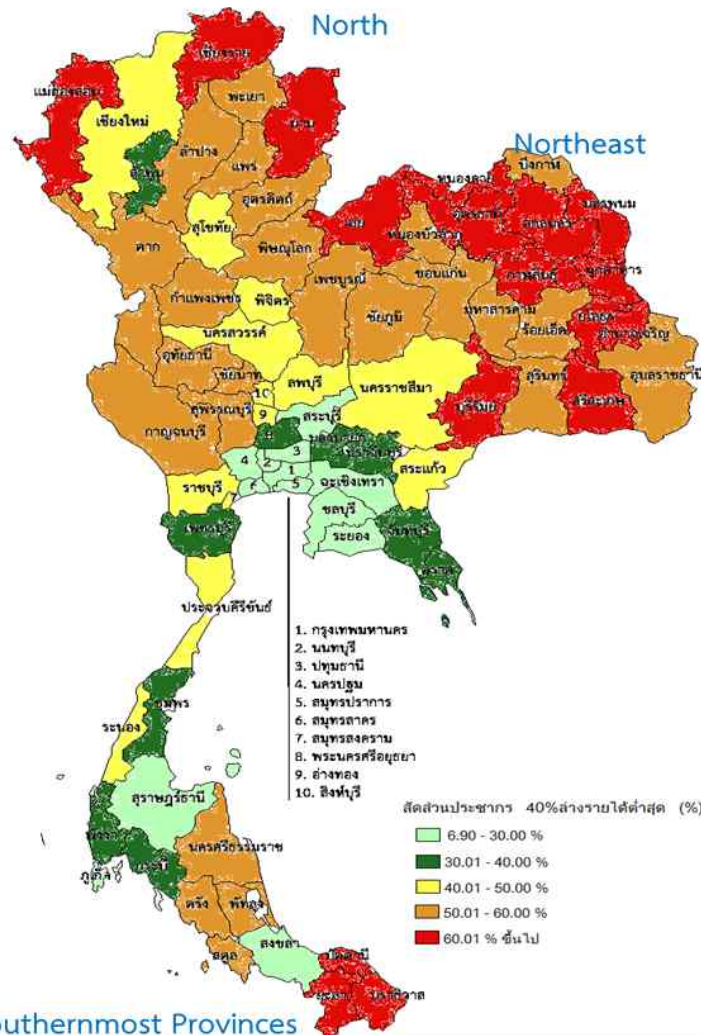 North
เชียงราย
แม่ฮ่องสอน
พะเยา
เชียงใหม่
น่าน
Northeast
ลำปาง
ลำพูน
แพร่
บึงกาฬ
หนองคาย
อุตรดิตถ์
นครพนม
เลย
อุดรธานี
สกลนคร
สุโขทัย
หนองบัวลำภู
ตาก
พิษณุโลก
ขอนแก่น
กาฬสินธุ์
มุกดาหาร
เพชรบูรณ์
กำแพงเพชร
พิจิตร
ชัยภูมิ
มหาสารคาม
ยโสธร
ร้อยเอ็ด
อำนาจเจริญ
นครสวรรค์
อุทัยธานี
ชัยนาท
ลพบุรี
นครราชสีมา
บุรีรัมย์
สุรินทร์
ศรีสะเกษ
อุบลราชธานี
10
สุพรรณบุรี
9
สระบุรี
กาญจนบุรี
8
นครนายก
ปราจีนบุรี
3
4
2
1
สระแก้ว
ราชบุรี
6
5
7
ฉะเชิงเทรา
ชลบุรี
เพชรบุรี
ระยอง
จันทบุรี
ตราด
ประจวบคีรีขันธ์
1. กรุงเทพมหานคร
2. นนทบุรี
3. ปทุมธานี
4. นครปฐม
5. สมุทรปราการ
6. สมุทรสาคร
7. สมุทรสงคราม
8. พระนครศรีอยุธยา
9. อ่างทอง
10. สิงห์บุรี
ชุมพร
ระนอง
สุราษฎร์ธานี
พังงา
นครศรีธรรมราช
กระบี่
ภูเก็ต
ตรัง
พัทลุง
สงขลา
สตูล
ปัตตานี
ยะลา
นราธิวาส
สัดส่วนประชากร 40%ล่างรายได้ต่ำสุด (%)
6.90 - 30.00 %
30.01 - 40.00 %
40.01 - 50.00 %
50.01 - 60.00 %
60.01 % ขึ้นไป
outhernmost Provinces